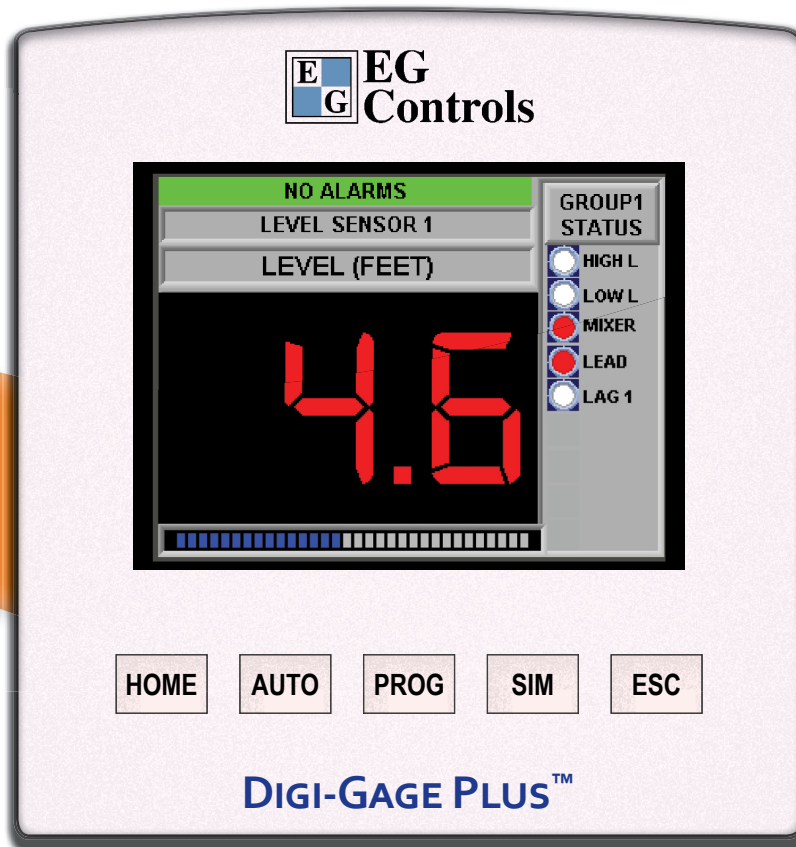 E G
EG
Controls
NO ALARMS
LEVEL SENSOR 1
LEVEL (FEET)
4.6
GROUP1
STATUS
HIGH L
LOW L
MIXER
LEAD
LAG 1
HOME AUTO PROG SIM ESC
DIGI-GAGE PLUS™